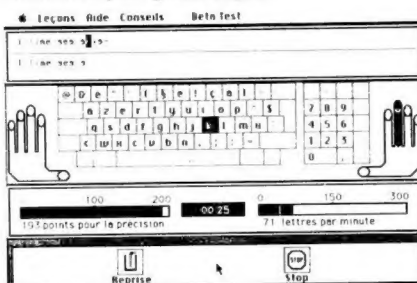 Leçons Aide Conseils Beta Test
@ & é " ' ( § è ! ç à ) -
a z e r t y u i o p ^ $
q s d f g h j k l m ù
< w x c v b n , ; : =
7 8 9
4 5 6
1 2 3
0 .
100 200
193 points pour la précision
00:25
0 150 300
71 lettres par minute
Reprise
STOP
Stop